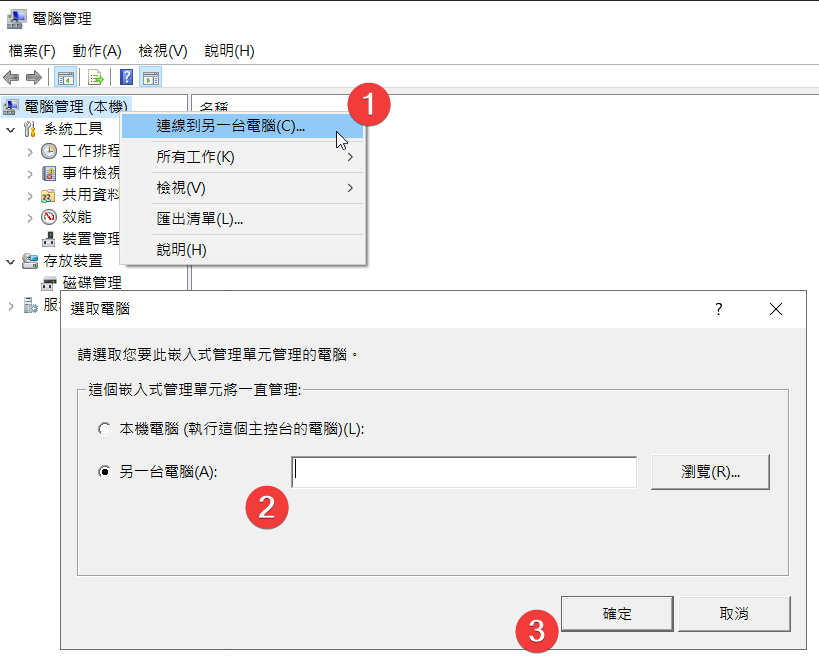 電腦管理
檔案(F) 動作(A) 檢視(V) 說明(H)
電腦管理 (本機)
系統工具
工作排程
事件檢視
共用資料
效能
裝置管理
存放裝置
磁碟管理
名稱
1
連線到另一台電腦(C)...
所有工作(K)
檢視(V)
匯出清單(L)...
說明(H)
選取電腦
?
請選取您要此嵌入式管理單元管理的電腦。
這個嵌入式管理單元將一直管理:
本機電腦 (執行這個主控台的電腦)(L):
另一台電腦(A):
瀏覽(R)...
2
3
確定
取消